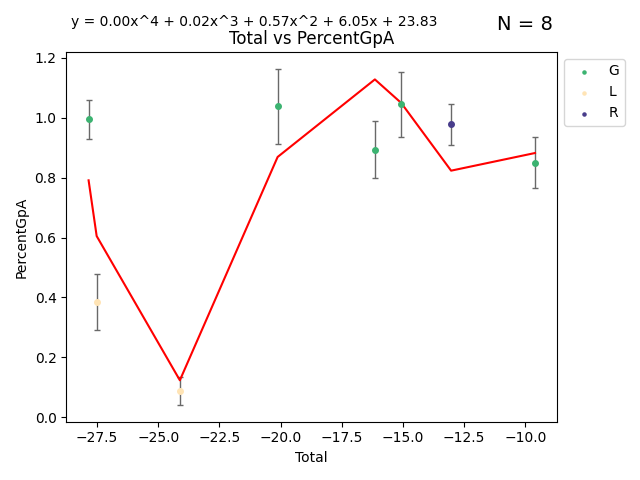 y = 0.00x^4 + 0.02x^3 + 0.57x^2 + 6.05x + 23.83
N = 8
Total vs PercentGpA
1.2
1.0
0.8
0.6
0.4
0.2
0.0
PercentGpA
G
L
R
−27.5 −25.0 −22.5 −20.0 −17.5 −15.0 −12.5 −10.0
Total